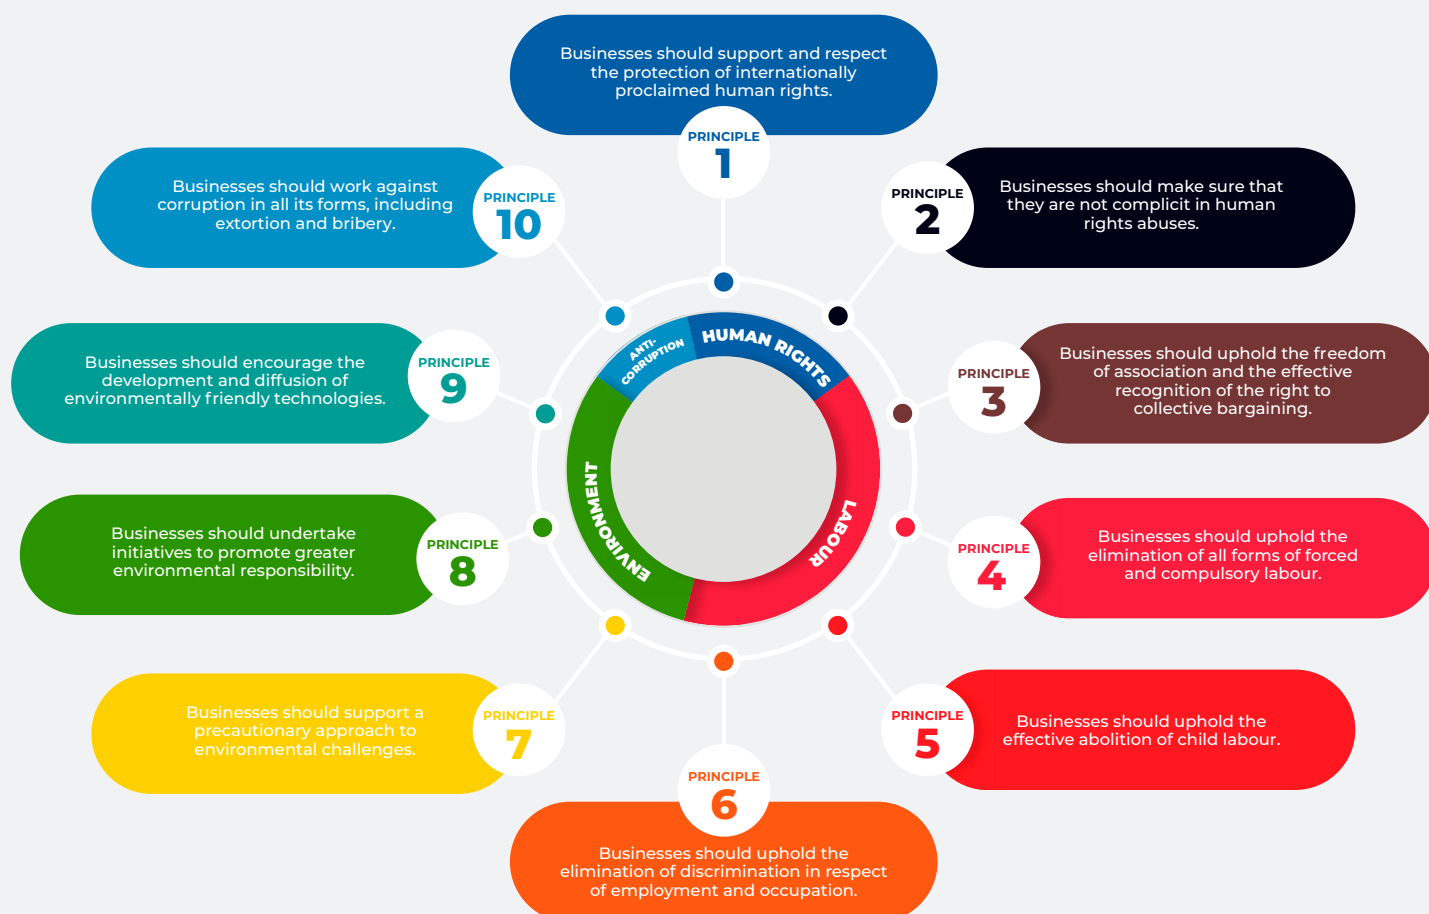 Businesses should support and respect
the protection of internationally
proclaimed human rights.
PRINCIPLE
1
Businesses should make sure that
they are not complicit in human
rights abuses.
PRINCIPLE
2
Businesses should uphold the freedom
of association and the effective
recognition of the right to
collective bargaining.
PRINCIPLE
3
Businesses should uphold the
elimination of all forms of forced
and compulsory labour.
PRINCIPLE
4
Businesses should uphold the
effective abolition of child labour.
PRINCIPLE
5
PRINCIPLE
6
Businesses should uphold the
elimination of discrimination in respect
of employment and occupation.
Businesses should support a
precautionary approach to
environmental challenges.
PRINCIPLE
7
Businesses should undertake
initiatives to promote greater
environmental responsibility.
PRINCIPLE
8
Businesses should encourage the
development and diffusion of
environmentally friendly technologies.
PRINCIPLE
9
Businesses should work against
corruption in all its forms, including
extortion and bribery.
PRINCIPLE
10
HUMAN RIGHTS
LABOUR
ENVIRONMENT
ANTI-
CORRUPTION